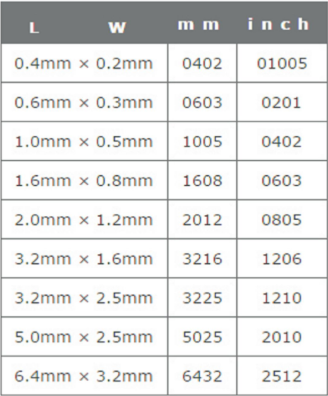 L W mm inch
0.4mm × 0.2mm 0402 01005
0.6mm × 0.3mm 0603 0201
1.0mm × 0.5mm 1005 0402
1.6mm × 0.8mm 1608 0603
2.0mm × 1.2mm 2012 0805
3.2mm × 1.6mm 3216 1206
3.2mm × 2.5mm 3225 1210
5.0mm × 2.5mm 5025 2010
6.4mm × 3.2mm 6432 2512